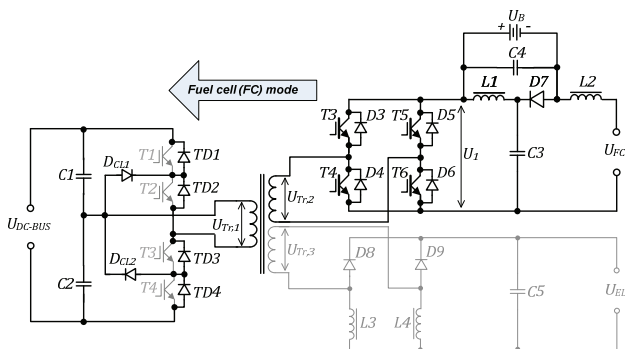 U_B
+ -
C4
L1 D7 L2
Fuel cell (FC) mode
T3 D3 T5 D5
U_1
C3
U_FC
T4 D4 T6 D6
T1 TD1
D_CL1
C1
T2 TD2
U_Tr,1
U_Tr,2
U_DC-BUS
U_Tr,3
T3 TD3
D_CL2
C2
T4 TD4
D8 D9
C5
U_EL
L3 L4